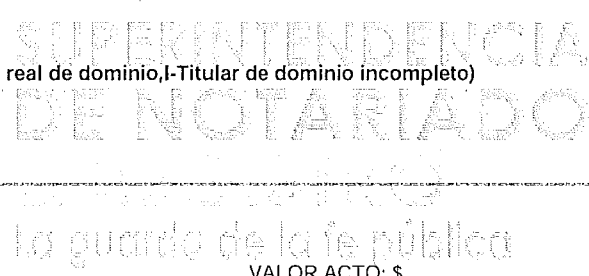 SUPERINTENDENCIA
real de dominio,I-Titular de dominio incompleto)
DE NOTARIADO
La guarda de la fe pública
VALOR ACTO: $